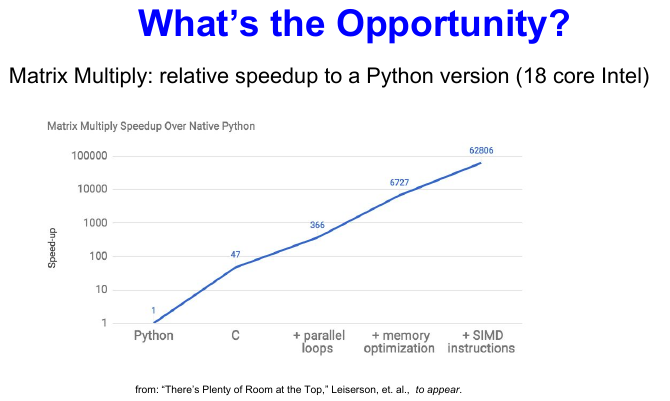 What's the Opportunity?
Matrix Multiply: relative speedup to a Python version (18 core Intel)
Matrix Multiply Speedup Over Native Python
Speed-up
100000
10000
1000
100
10
1
1
47
366
6727
62806
Python
C
+ parallel
loops
+ memory
optimization
+ SIMD
instructions
from: “There’s Plenty of Room at the Top,” Leiserson, et. al., to appear.